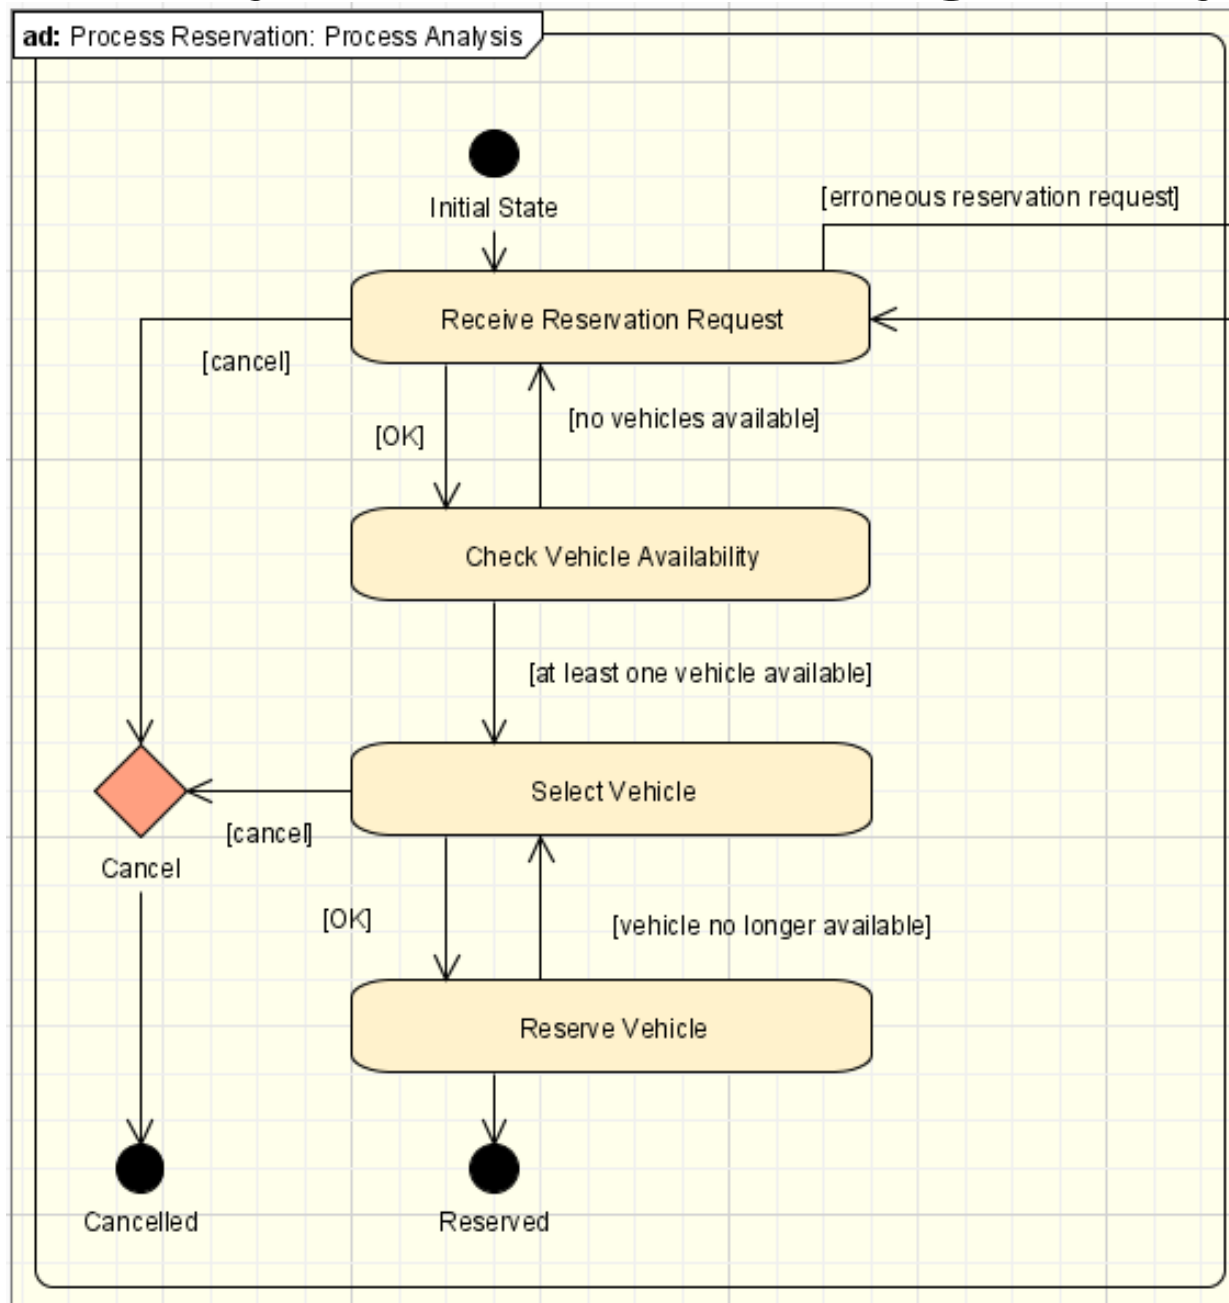 ad: Process Reservation: Process Analysis
Initial State
[erroneous reservation request]
Receive Reservation Request
[cancel]
[no vehicles available]
[OK]
Check Vehicle Availability
[at least one vehicle available]
Select Vehicle
[cancel]
Cancel
[OK]
[vehicle no longer available]
Reserve Vehicle
Cancelled
Reserved